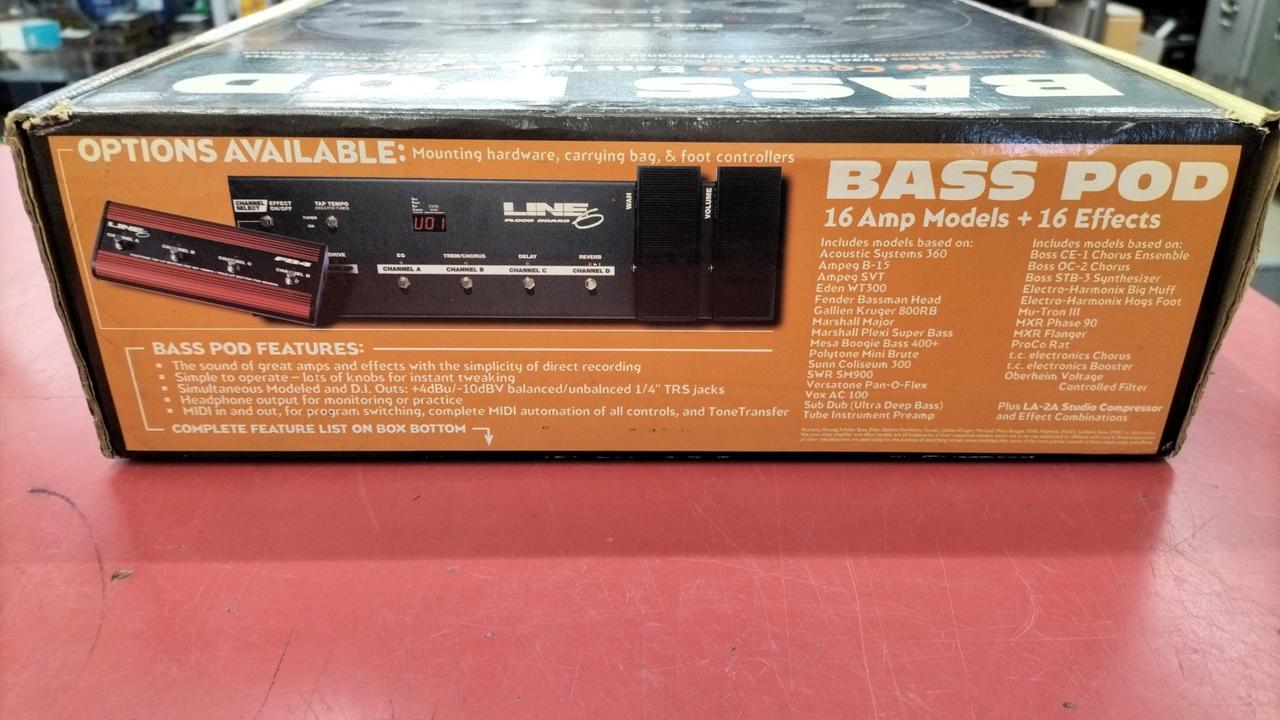 BASS POD
The Complete Bass
OPTIONS AVAILABLE: Mounting hardware, carrying bag, & foot controllers
CHANNEL SELECT
EFFECT ON/OFF
TAP TEMPO
TUNER
ON
U01
LINE 6
FLOOR BOARD
WAH
VOLUME
DRIVE
EQ
TREM/CHORUS
DELAY
REVERB
CHANNEL A
CHANNEL B
CHANNEL C
CHANNEL D
LINE 6
FB4
CHANNEL C
CHANNEL D
BASS POD FEATURES:
▪ The sound of great amps and effects with the simplicity of direct recording
▪ Simple to operate—lots of knobs for instant tweaking
▪ Simultaneous Modeled and D.I. Outs: +4dBu/-10dBV balanced/unbalnced 1/4" TRS jacks
▪ Headphone output for monitoring or practice
▪ MIDI in and out, for program switching, complete MIDI automation of all controls, and ToneTransfer
COMPLETE FEATURE LIST ON BOX BOTTOM
BASS POD
16 Amp Models + 16 Effects
Includes models based on:
Acoustic Systems 360
Ampeg B-15
Ampeg SVT
Eden WT300
Fender Bassman Head
Gallien Kruger 800RB
Marshall Major
Marshall Plexi Super Bass
Mesa Boogie Bass 400+
Polytone Mini Brute
Sunn Coliseum 300
SWR SM900
Versatone Pan-O-Flex
Vox AC 100
Sub Dub (Ultra Deep Bass)
Tube Instrument Preamp
Includes models based on:
Boss CE-1 Chorus Ensemble
Boss OC-2 Chorus
Boss STB-3 Synthesizer
Electro-Harmonix Big Muff
Electro-Harmonix Hogs Foot
Mu-Tron III
MXR Phase 90
MXR Flanger
ProCo Rat
t.c. electronics Chorus
t.c. electronics Booster
Oberheim Voltage
Controlled Filter
Plus LA-2A Studio Compressor
and Effect Combinations